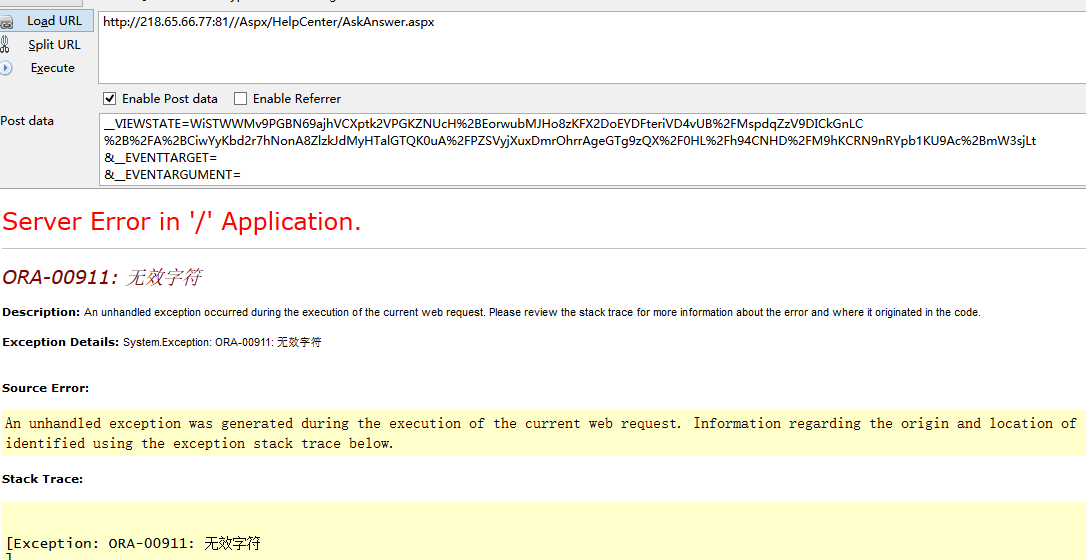 Load URL
http://218.65.66.77:81//Aspx/HelpCenter/AskAnswer.aspx
Split URL
Execute
Enable Post data
Enable Referrer
Post data
__VIEWSTATE=WiSTWWMv9PGBN69ajhVCXptk2VPGKZNUcH%2BEorwubMJHo8zKFX2DoEYDFteriVD4vUB%2FMspdqZzV9DICkGnLC
%2B%2FA%2BCiwYyKbd2r7hNonA8ZlzkJdMyHTalGTQK0uA%2FPZSVyjXuxDmrOhrrAgeGTg9zQX%2F0HL%2Fh94CNHD%2FM9hKCRN9nRYpb1KU9Ac%2BmW3sjLt
&__EVENTTARGET=
&__EVENTARGUMENT=
Server Error in '/' Application.
ORA-00911: 无效字符
Description: An unhandled exception occurred during the execution of the current web request. Please review the stack trace for more information about the error and where it originated in the code.
Exception Details: System.Exception: ORA-00911: 无效字符
Source Error:
An unhandled exception was generated during the execution of the current web request. Information regarding the origin and location of
identified using the exception stack trace below.
Stack Trace:
[Exception: ORA-00911: 无效字符
]